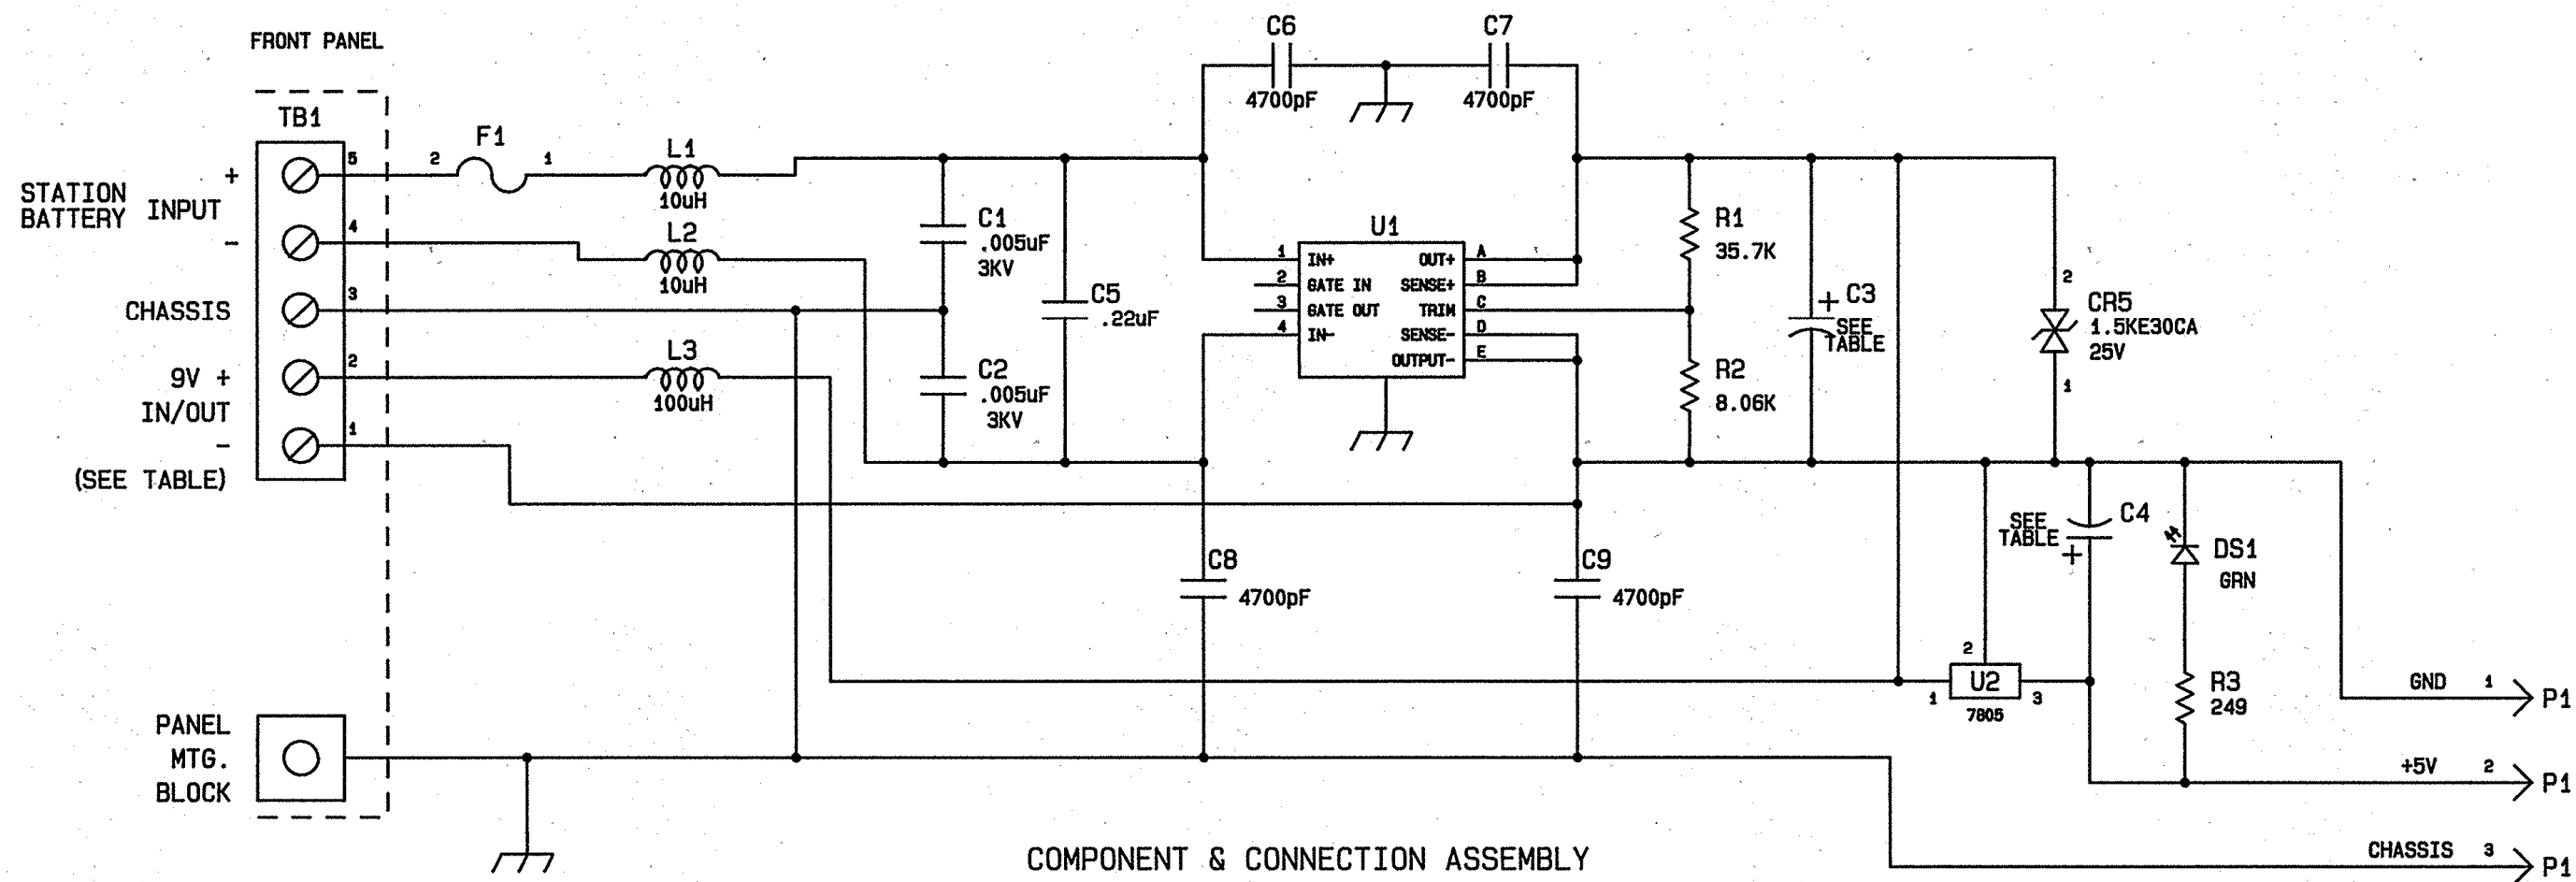 FRONT PANEL
TB1
STATION
BATTERY
INPUT
+
-
CHASSIS
9V +
IN/OUT
-
(SEE TABLE)
5
4
3
2
1
PANEL
MTG.
BLOCK
2
F1
1
L1
10uH
L2
10uH
L3
100uH
C1
.005uF
3KV
C2
.005uF
3KV
C5
.22uF
C6
4700pF
C7
4700pF
U1
1 IN+ OUT+ A
2 GATE IN SENSE+ B
3 GATE OUT TRIM C
4 IN- SENSE- D
OUTPUT- E
C8
4700pF
C9
4700pF
R1
35.7K
R2
8.06K
+ C3
SEE
TABLE
2
CR5
1.5KE30CA
25V
1
SEE
TABLE
+
C4
DS1
GRN
R3
249
2
1 U2 3
7805
GND 1 P1
+5V 2 P1
CHASSIS 3 P1
COMPONENT & CONNECTION ASSEMBLY